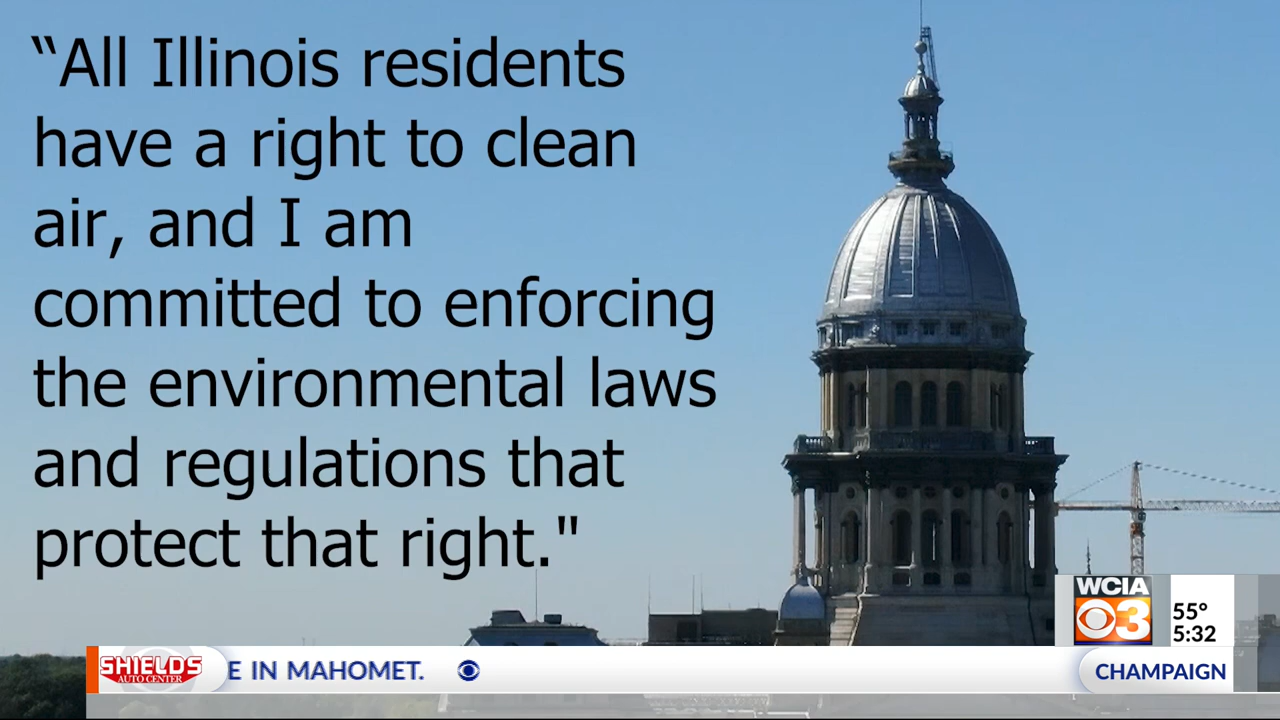 “All Illinois residents
have a right to clean
air, and I am
committed to enforcing
the environmental laws
and regulations that
protect that right."
WCIA
3
55°
5:32
SHIELDS
AUTO CENTER
E IN MAHOMET.
CHAMPAIGN